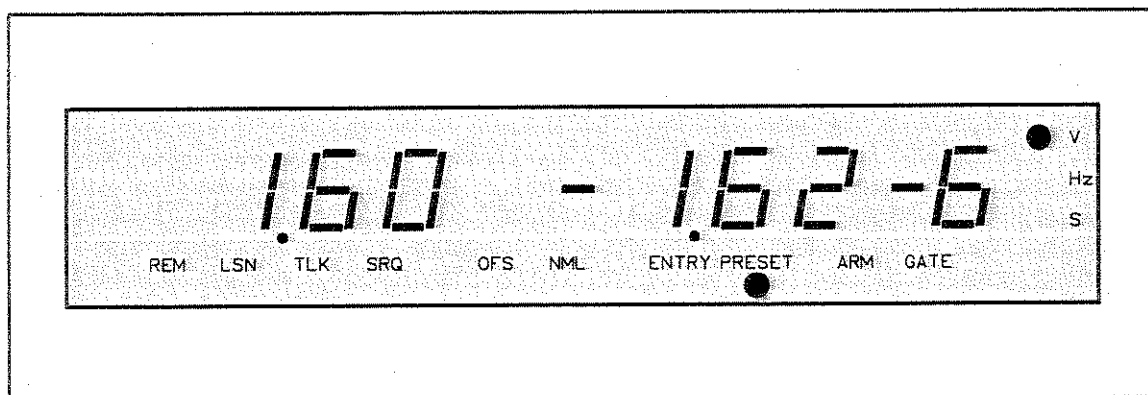 1.60 - 1.62-6 V
Hz
S
REM LSN TLK SRQ OFS NML ENTRY PRESET ARM GATE